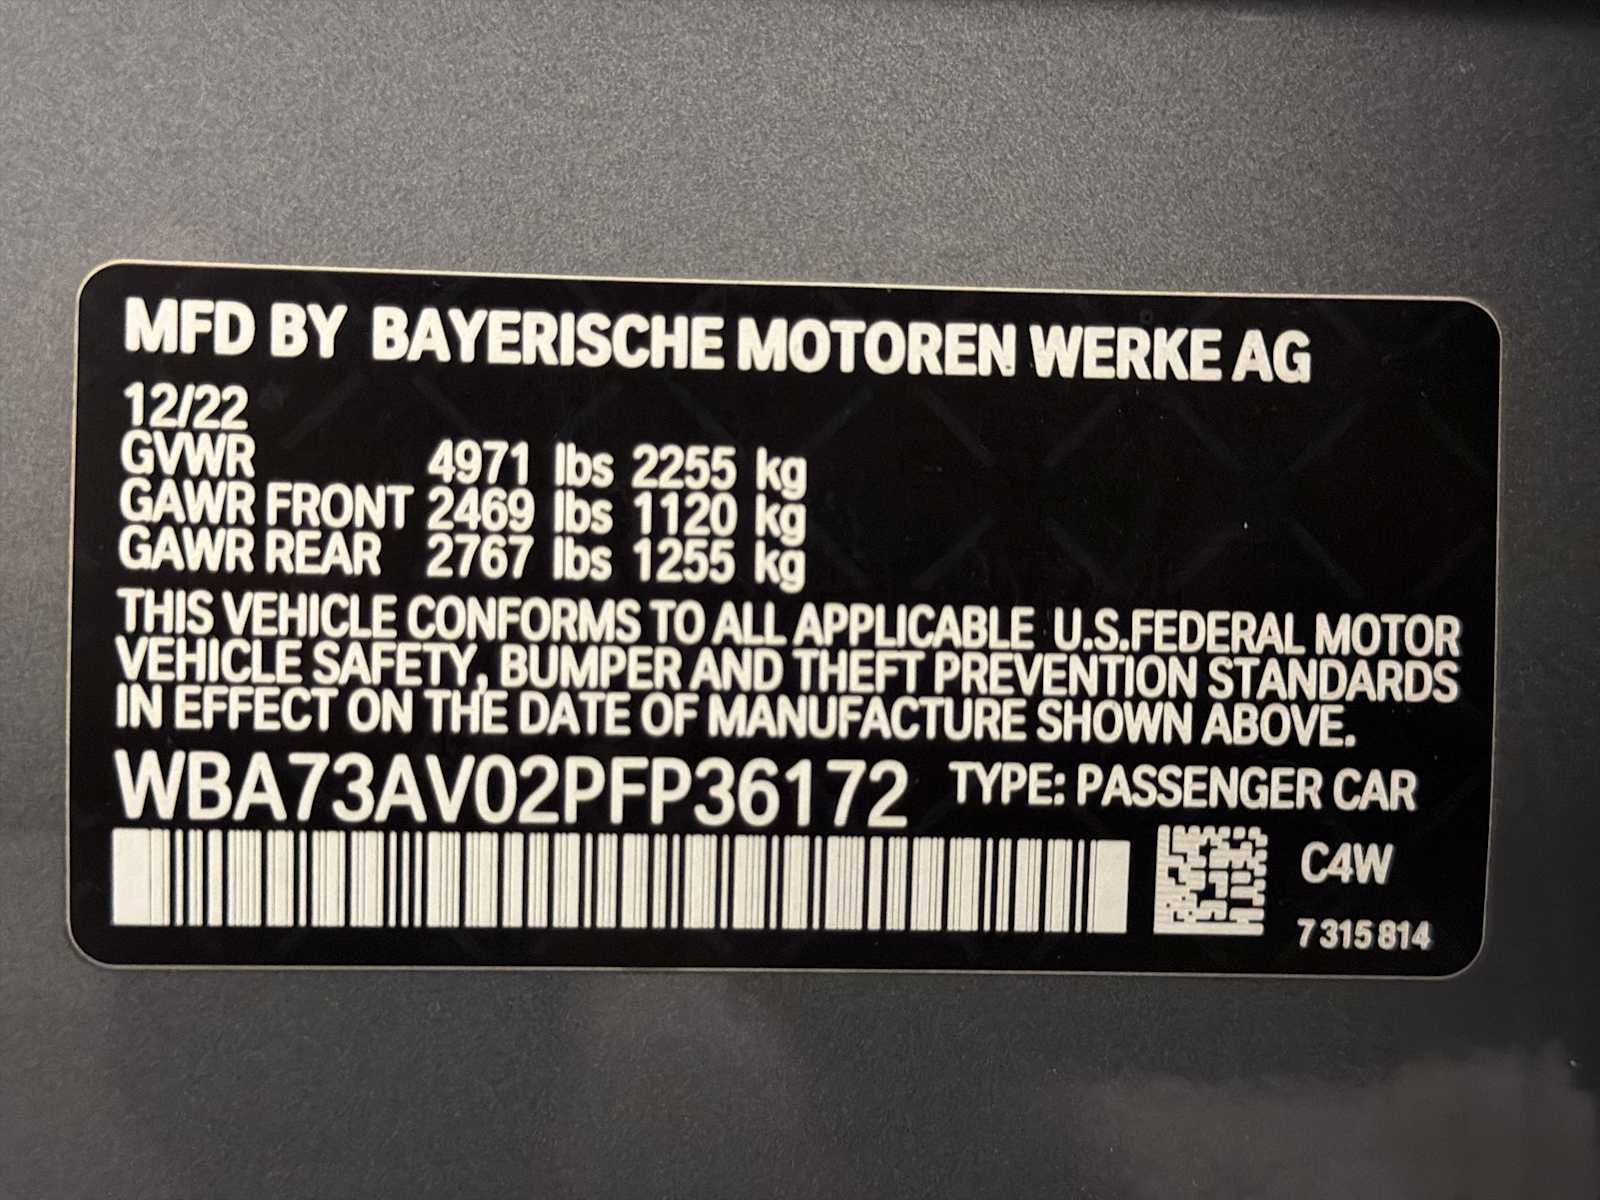 MFD BY BAYERISCHE MOTOREN WERKE AG
12/22
GVWR 4971 lbs 2255 kg
GAWR FRONT 2469 lbs 1120 kg
GAWR REAR 2767 lbs 1255 kg
THIS VEHICLE CONFORMS TO ALL APPLICABLE U.S.FEDERAL MOTOR
VEHICLE SAFETY, BUMPER AND THEFT PREVENTION STANDARDS
IN EFFECT ON THE DATE OF MANUFACTURE SHOWN ABOVE.
WBA73AV02PFP36172 TYPE: PASSENGER CAR
C4W
7 315 814